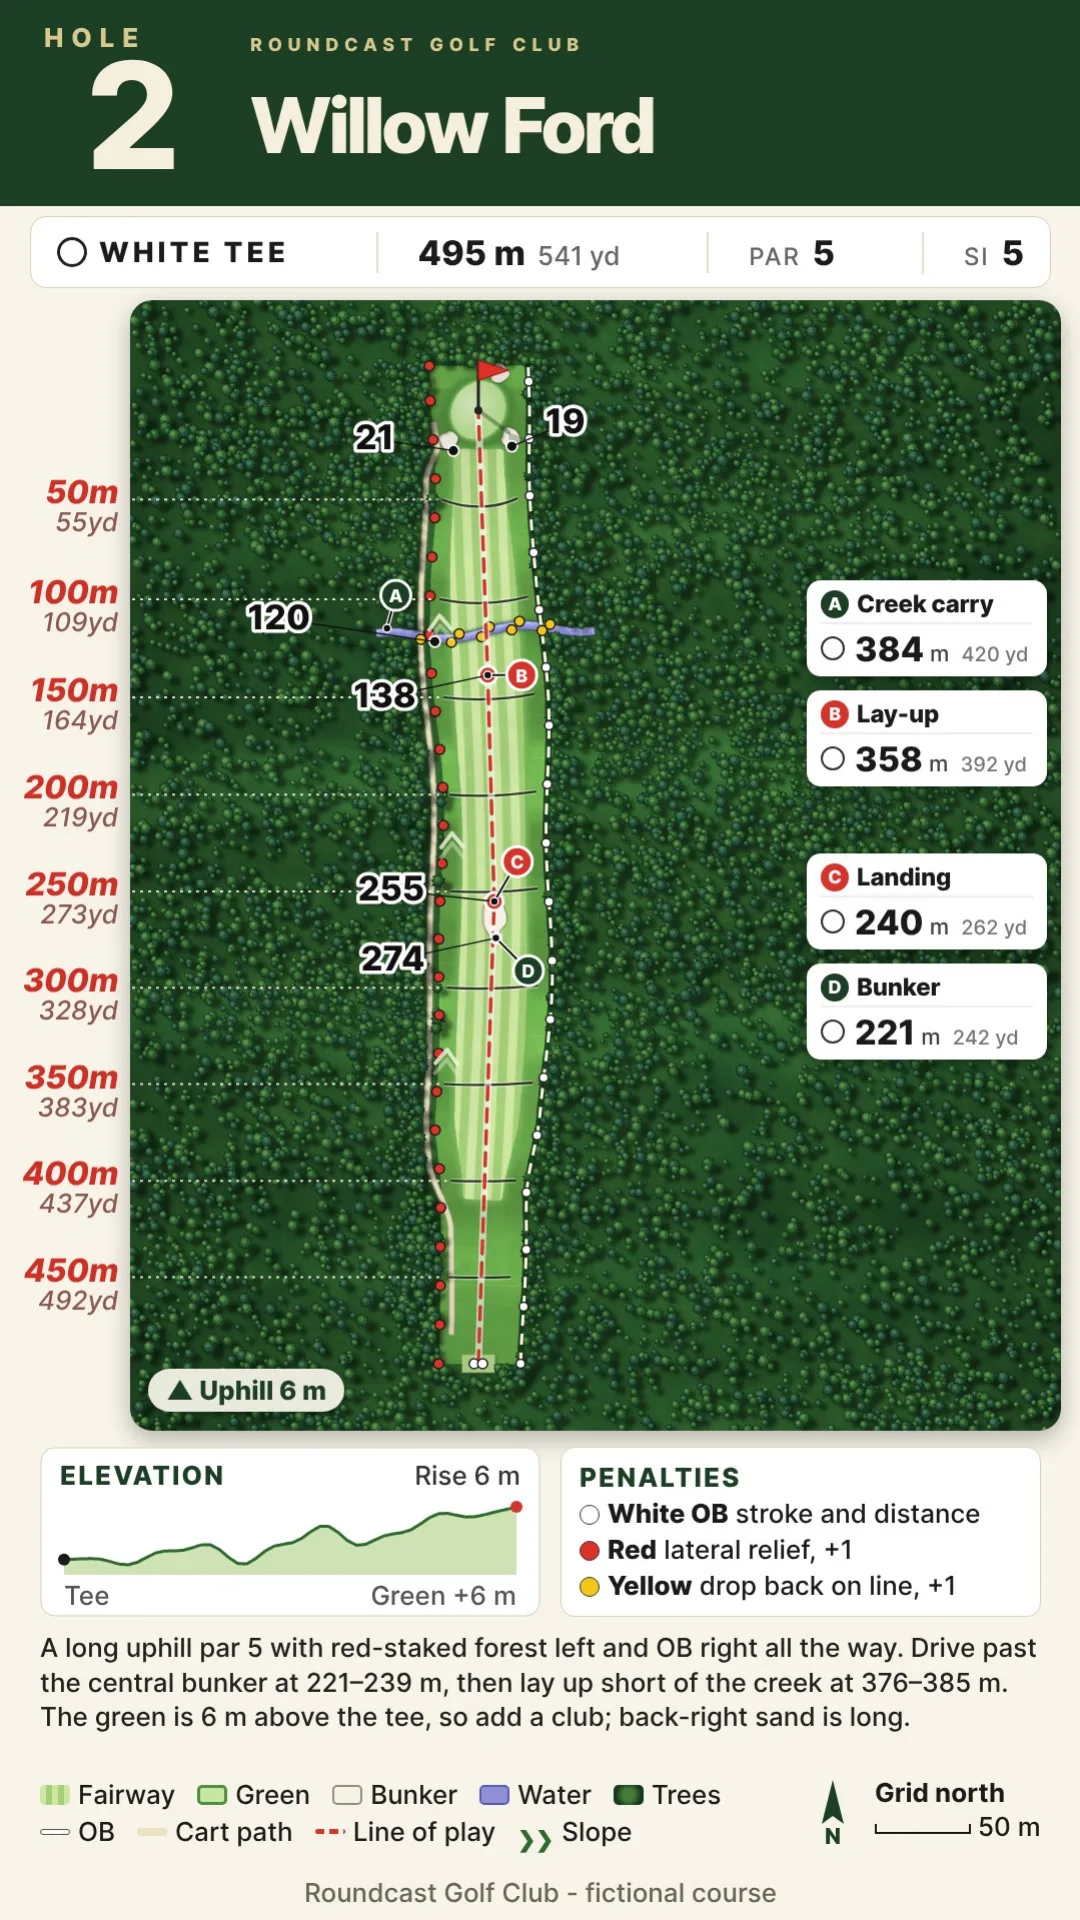 HOLE
2
ROUNDCAST GOLF CLUB
Willow Ford
WHITE TEE
495 m 541 yd
PAR 5
SI 5
21
19
50m
55yd
100m
109yd
A
120
B
138
150m
164yd
200m
219yd
C
250m
273yd
255
274
D
300m
328yd
350m
383yd
400m
437yd
450m
492yd
A Creek carry
384 m 420 yd
B Lay-up
358 m 392 yd
C Landing
240 m 262 yd
D Bunker
221 m 242 yd
▲ Uphill 6 m
ELEVATION
Rise 6 m
Tee
Green +6 m
PENALTIES
White OB stroke and distance
Red lateral relief, +1
Yellow drop back on line, +1
A long uphill par 5 with red-staked forest left and OB right all the way. Drive past
the central bunker at 221–239 m, then lay up short of the creek at 376–385 m.
The green is 6 m above the tee, so add a club; back-right sand is long.
Fairway Green Bunker Water Trees
OB Cart path Line of play Slope
N
Grid north
50 m
Roundcast Golf Club - fictional course